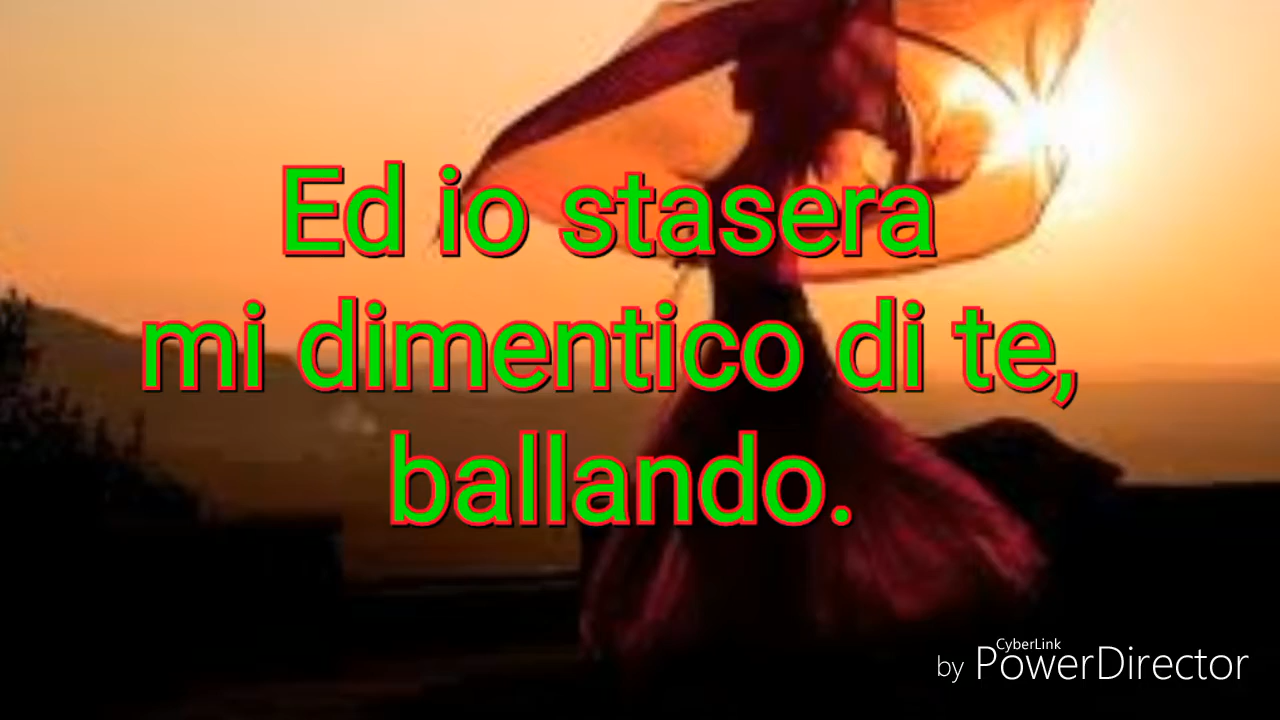 Ed io stasera
mi dimentico di te,
ballando.
CyberLink
by PowerDirector